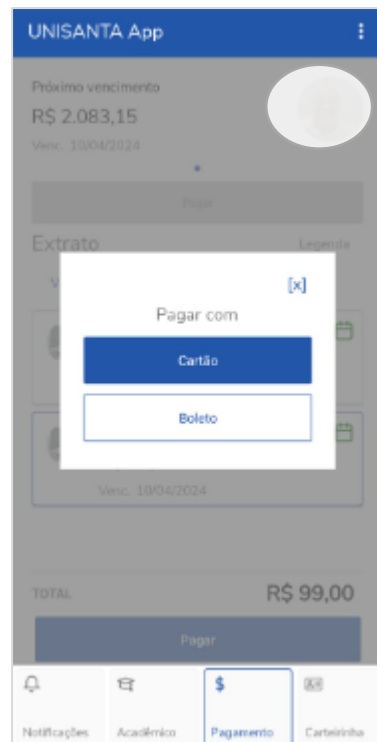 UNISANTA App
Próximo vencimento
R$ 2.083,15
Venc. 10/04/2024
Pagar
Extrato Legenda
V
[x]
Pagar com
Cartão
Boleto
Venc. 10/04/2024
TOTAL R$ 99,00
Pagar
$
Notificações Acadêmico Pagamento Carteirinha